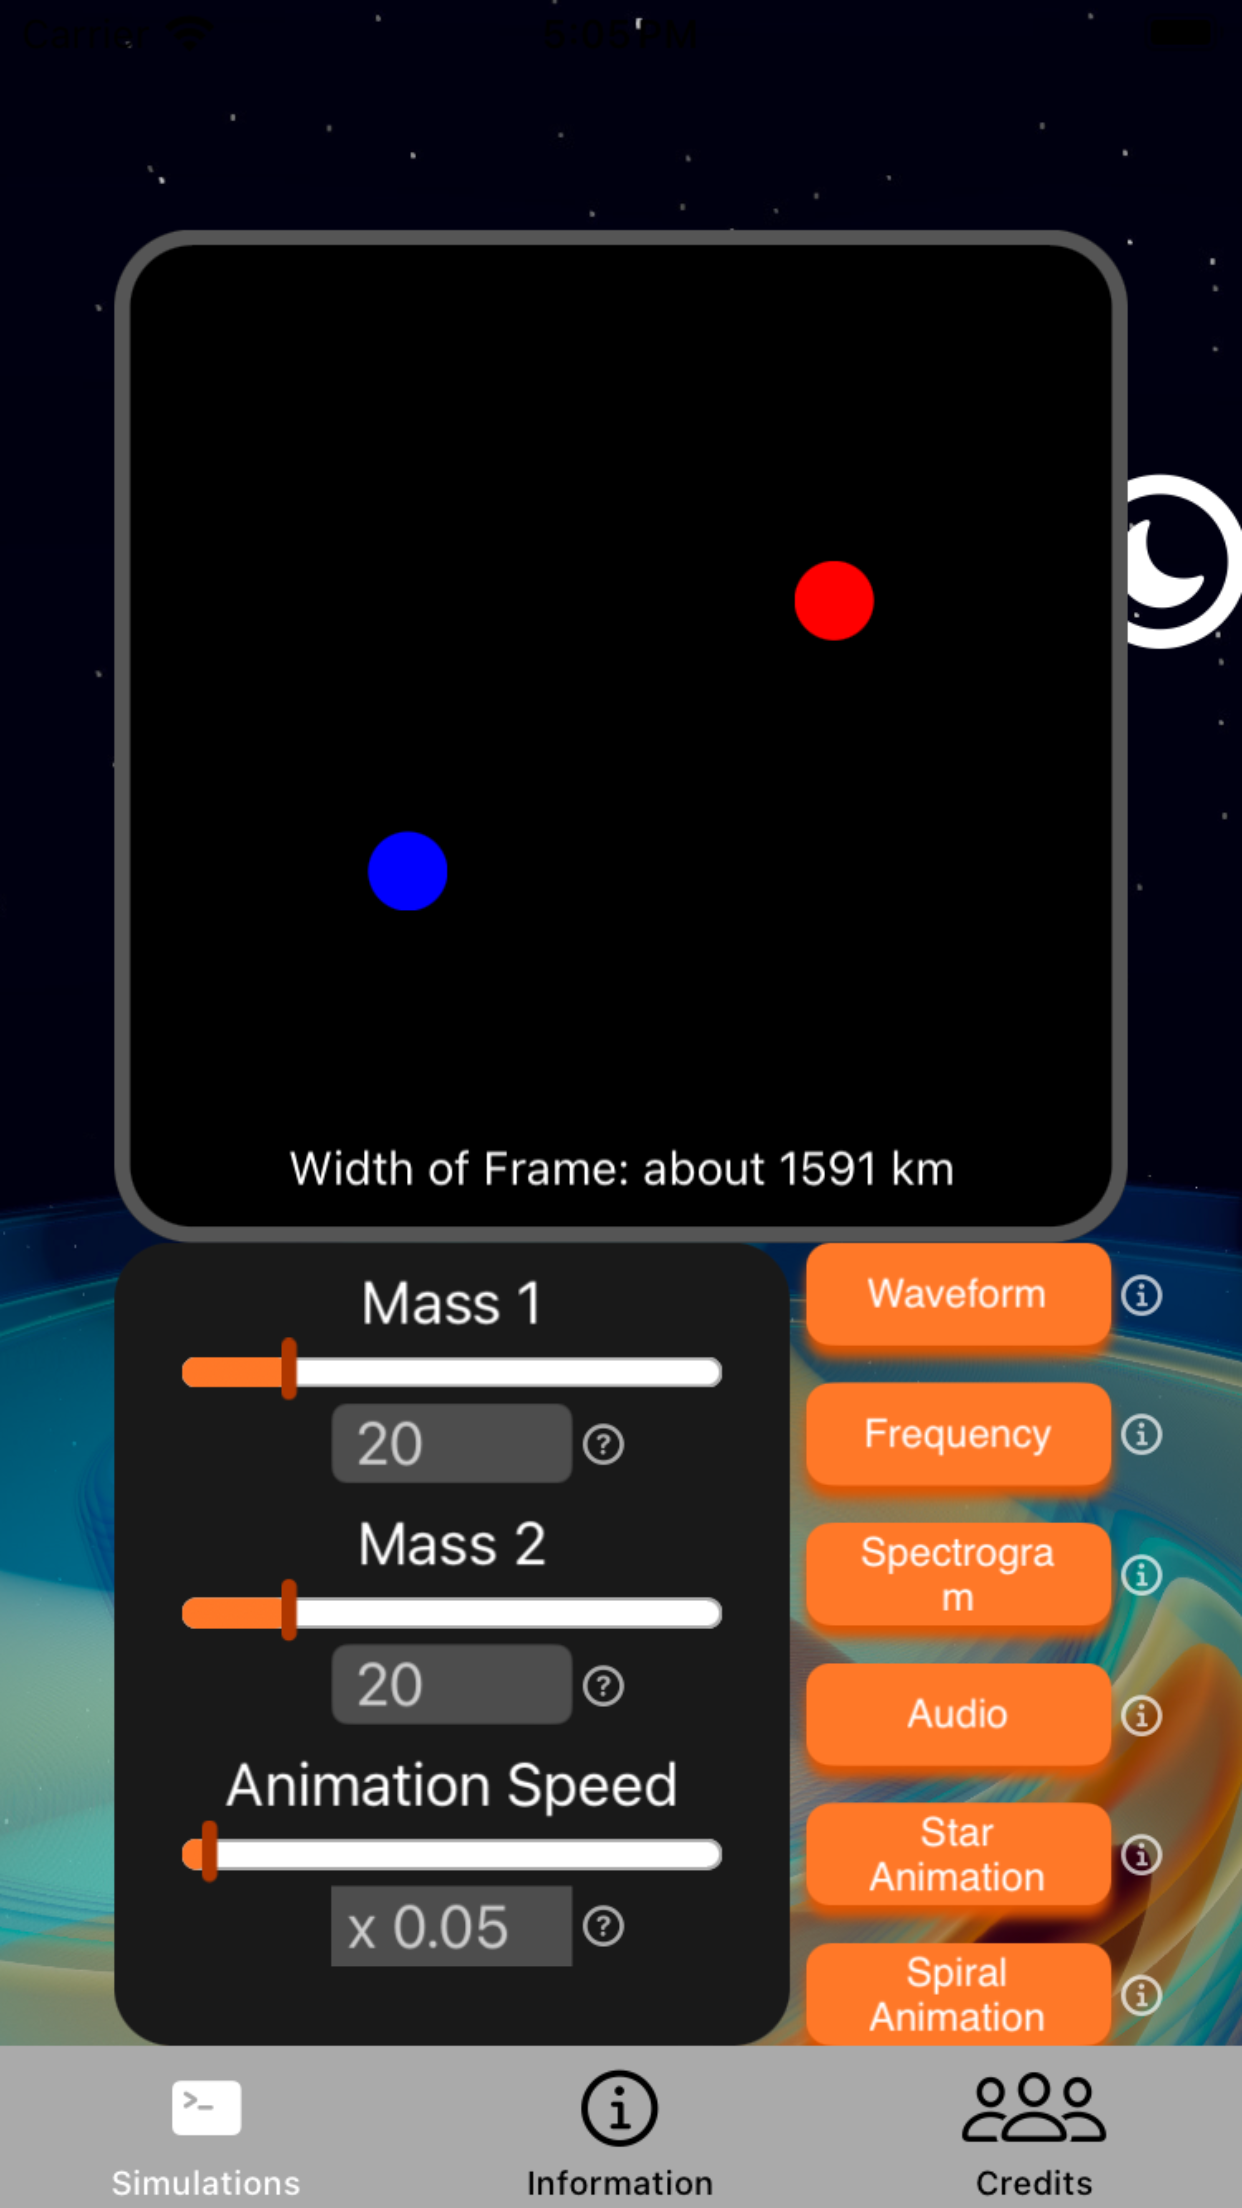 Carrier 5:05 PM
Width of Frame: about 1591 km
Mass 1
20
Mass 2
20
Animation Speed
x 0.05
Waveform
Frequency
Spectrogra
m
Audio
Star
Animation
Spiral
Animation
Simulations
Information
Credits